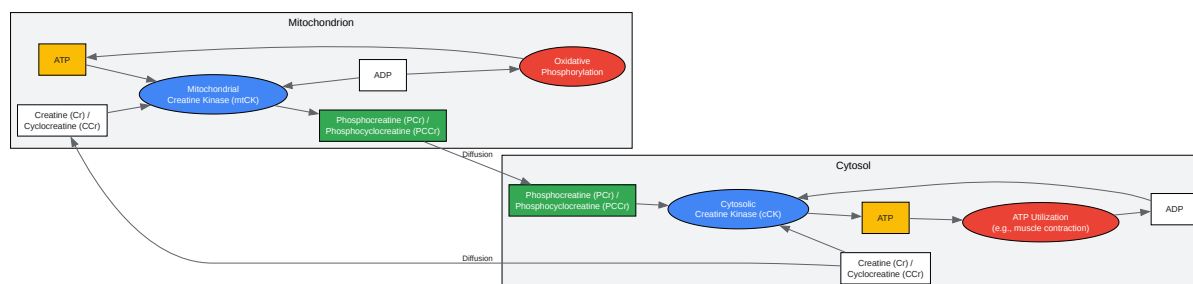 Mitochondrion
ATP
Oxidative
Phosphorylation
ADP
Mitochondrial
Creatine Kinase (mtCK)
Creatine (Cr) /
Cyclocreatine (CCr)
Phosphocreatine (PCr) /
Phosphocyclocreatine (PCCr)
Diffusion
Cytosol
Phosphocreatine (PCr) /
Phosphocyclocreatine (PCCr)
Cytosolic
Creatine Kinase (cCK)
ATP
ATP Utilization
(e.g., muscle contraction)
ADP
Diffusion
Creatine (Cr) /
Cyclocreatine (CCr)